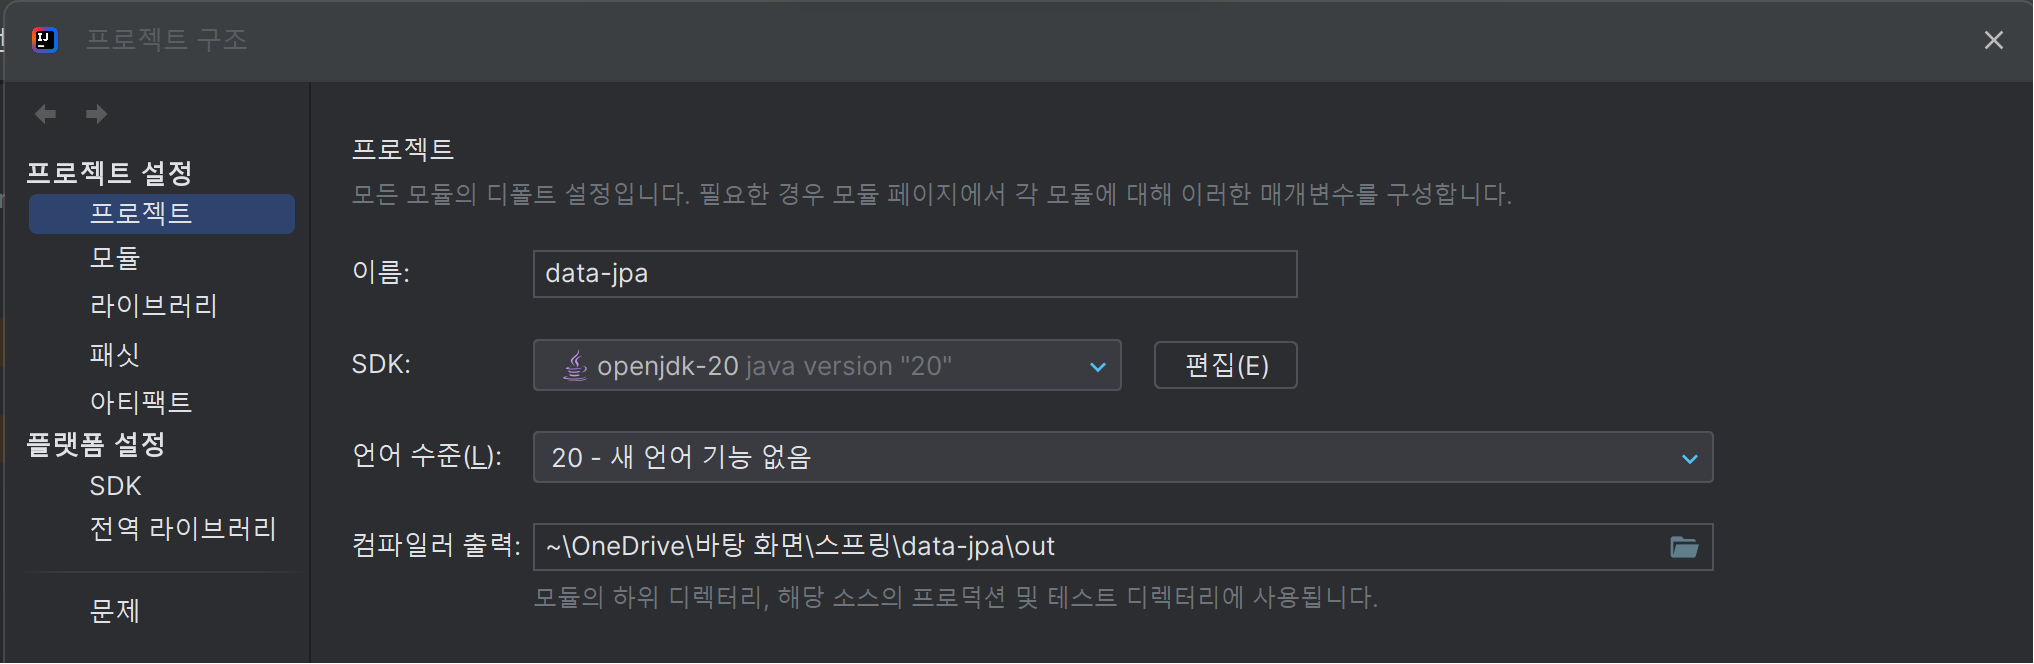 프로젝트 구조
프로젝트 설정
프로젝트
모듈
라이브러리
패싯
아티팩트
플랫폼 설정
SDK
전역 라이브러리
문제
프로젝트
모든 모듈의 디폴트 설정입니다. 필요한 경우 모듈 페이지에서 각 모듈에 대해 이러한 매개변수를 구성합니다.
이름: data-jpa
SDK: openjdk-20 java version "20" 편집(E)
언어 수준(L): 20 - 새 언어 기능 없음
컴파일러 출력: ~\OneDrive\바탕 화면\스프링\data-jpa\out
모듈의 하위 디렉터리, 해당 소스의 프로덕션 및 테스트 디렉터리에 사용됩니다.